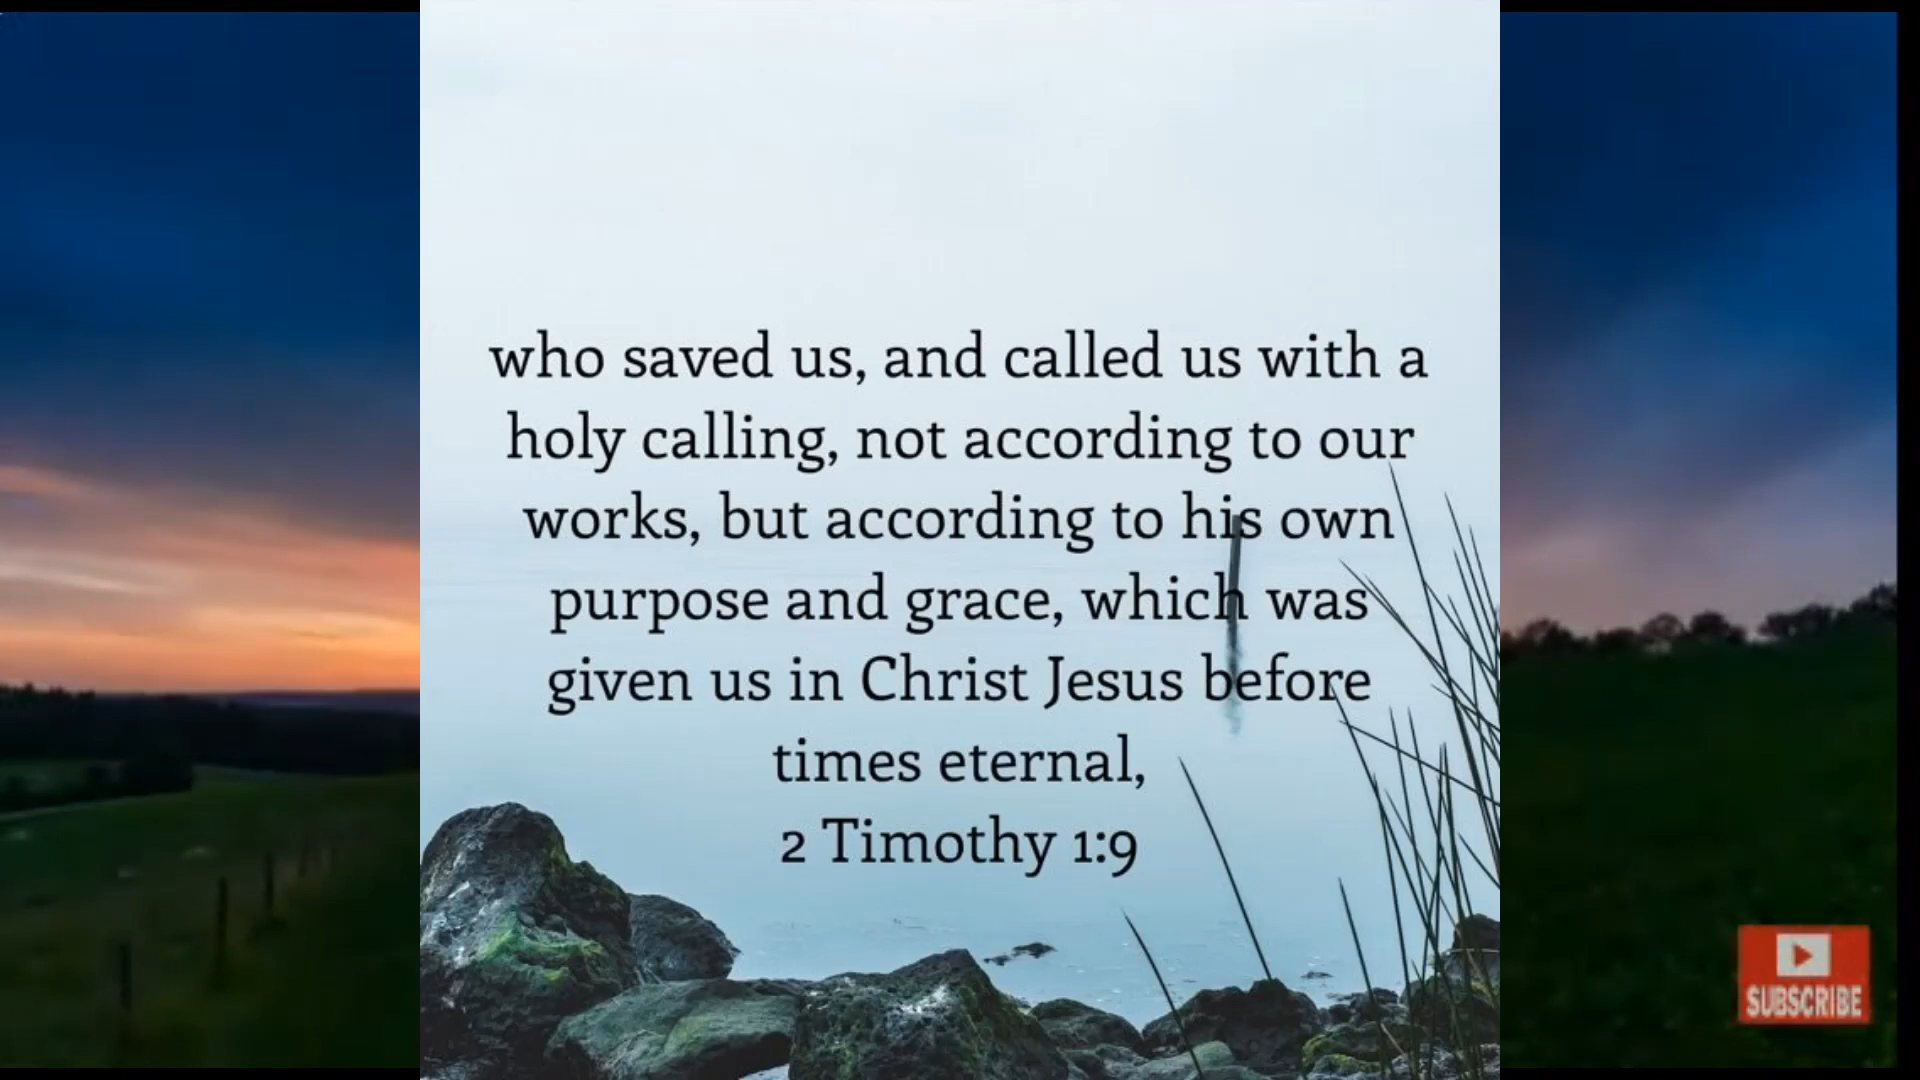 who saved us, and called us with a
holy calling, not according to our
works, but according to his own
purpose and grace, which was
given us in Christ Jesus before
times eternal,
2 Timothy 1:9
SUBSCRIBE